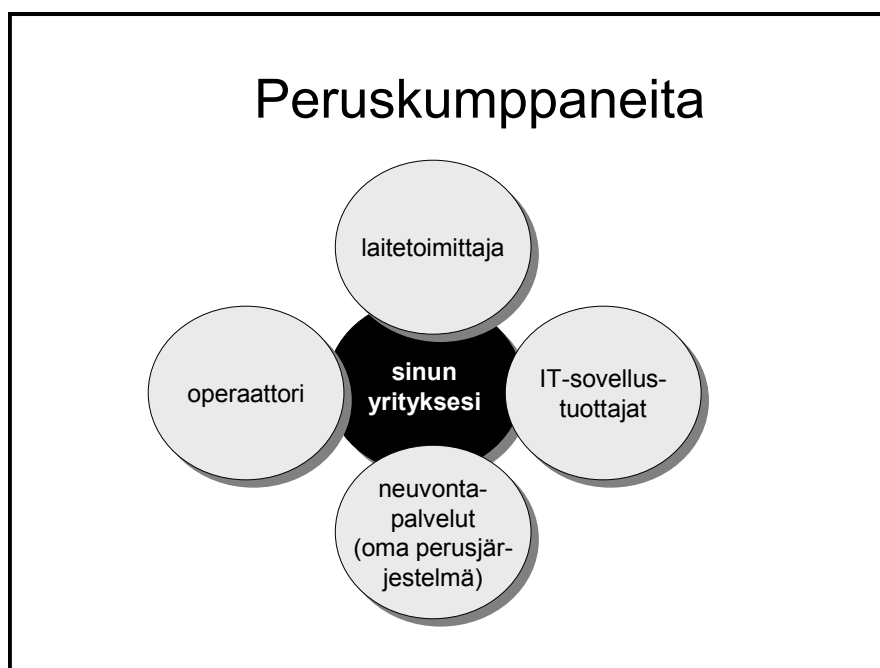 Peruskumppaneita
laitetoimittaja
operaattori
sinun
yrityksesi
IT-sovellus-
tuottajat
neuvonta-
palvelut
(oma perusjär-
jestelmä)